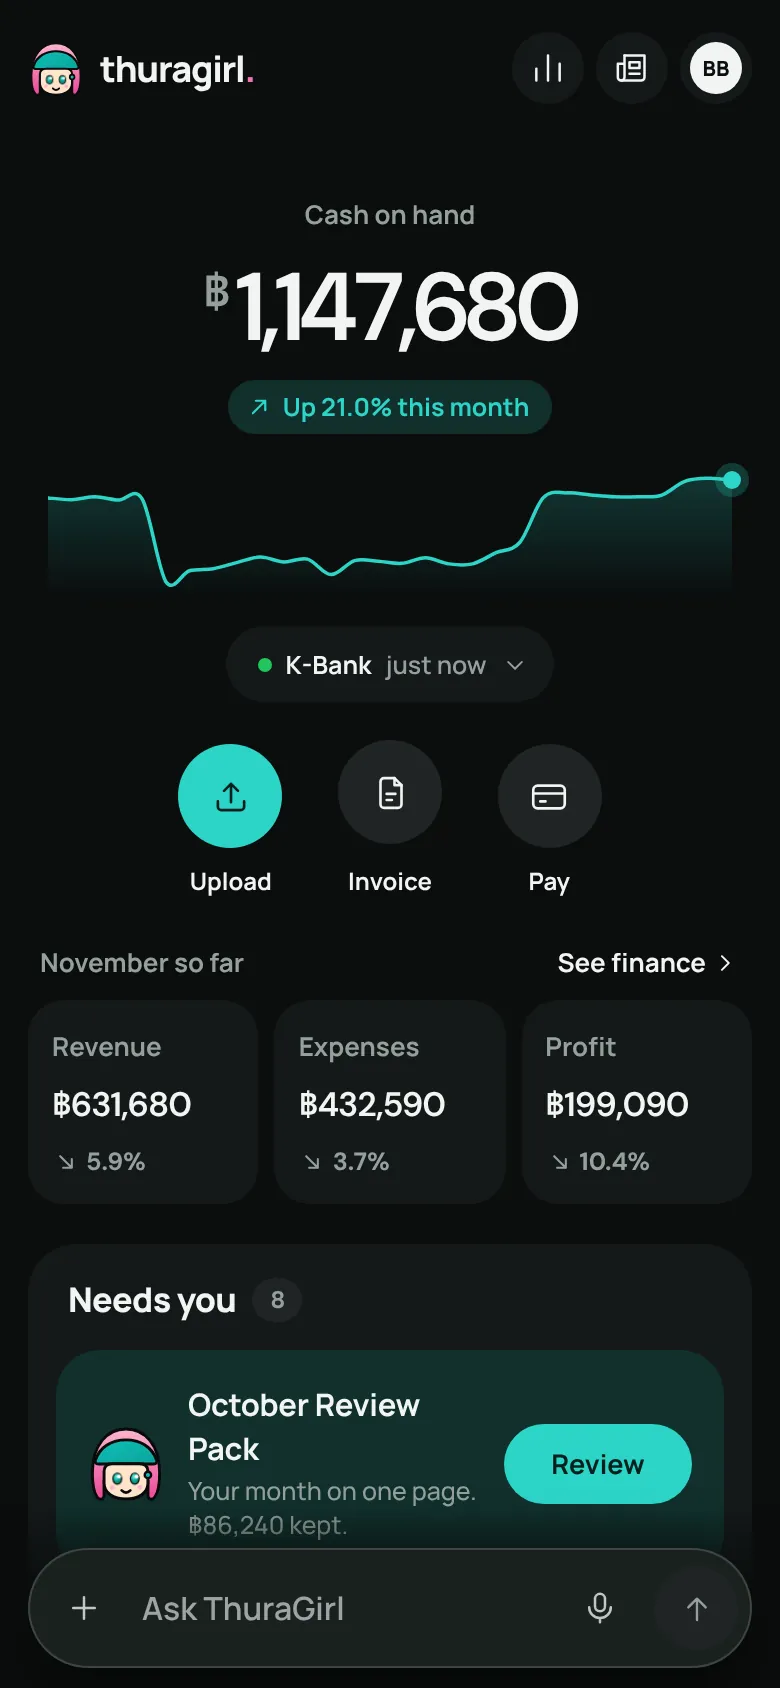 thuragirl.
BB
Cash on hand
฿1,147,680
Up 21.0% this month
K-Bank just now
Upload
Invoice
Pay
November so far
See finance
Revenue
Expenses
Profit
฿631,680
฿432,590
฿199,090
5.9%
3.7%
10.4%
Needs you 8
October Review
Pack
Your month on one page.
฿86,240 kept.
Review
Ask ThuraGirl